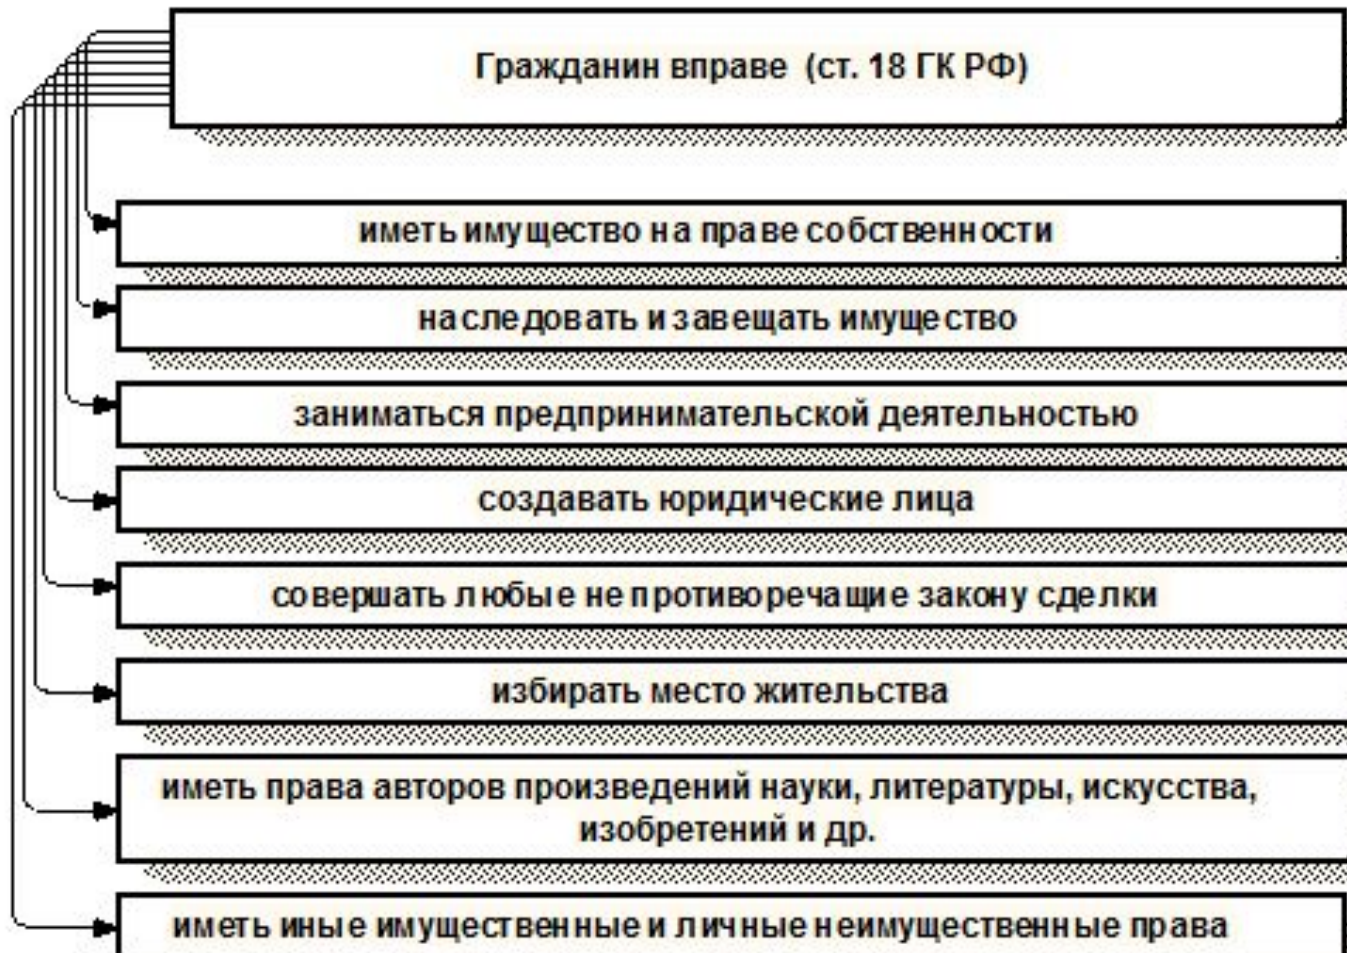 Гражданин вправе (ст. 18 ГК РФ)
иметь имущество на праве собственности
наследовать и завещать имущество
заниматься предпринимательской деятельностью
создавать юридические лица
совершать любые не противоречащие закону сделки
избирать место жительства
иметь права авторов произведений науки, литературы, искусства,
изобретений и др.
иметь иные имущественные и личные неимущественные права